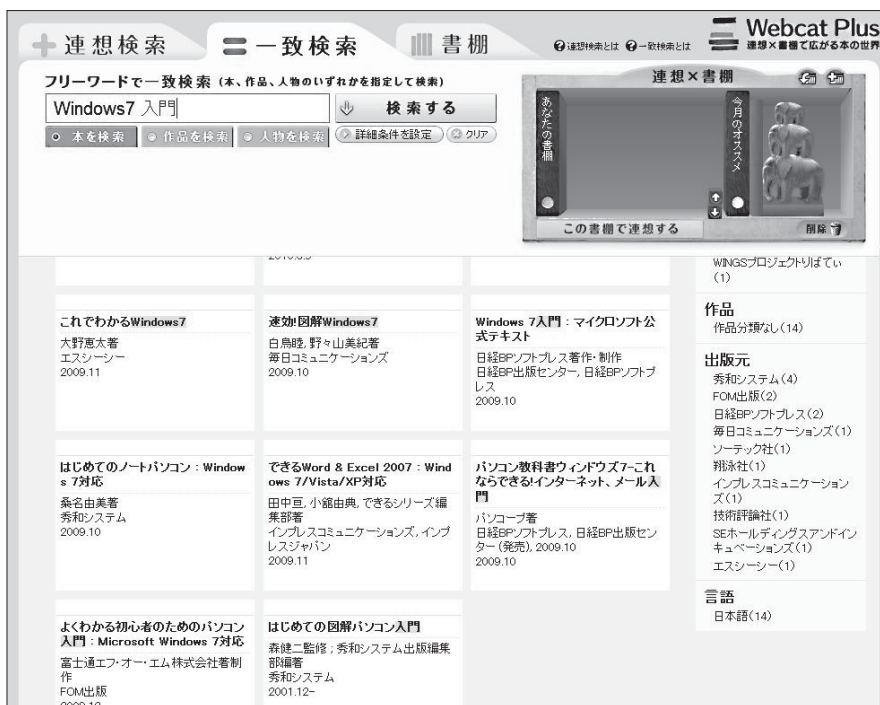 連想検索
一致検索
書棚
?連想検索とは ?一致検索とは
Webcat Plus
連想×書棚で広がる本の世界
フリーワードで一致検索 (本、作品、人物のいずれかを指定して検索)
Windows7 入門
検索する
本を検索 作品を検索 人物を検索 詳細条件を設定 クリア
連想×書棚
あなたの書棚
今月のオススメ
この書棚で連想する
削除
これでわかるWindows7
大野恵太著
エスシーシー
2009.11
速効!図解Windows7
白鳥睦, 野々山美紀著
毎日コミュニケーションズ
2009.10
Windows 7入門 : マイクロソフト公
式テキスト
日経BPソフトプレス著作・制作
日経BP出版センター, 日経BPソフトプ
レス
2009.10
はじめてのノートパソコン : Window
s 7対応
桑名由美著
秀和システム
2009.10
できるWord & Excel 2007 : Wind
ows 7/Vista/XP対応
田中亘, 小舘由典, できるシリーズ編
集部著
インプレスコミュニケーションズ, インプ
レスジャパン
2009.11
パソコン教科書ウィンドウズ7-これ
ならできる!インターネット、メール入
門
パソコープ著
日経BPソフトプレス, 日経BP出版セン
ター (発売), 2009.10
2009.10
よくわかる初心者のためのパソコン
入門 : Microsoft Windows 7対応
富士通エフ・オー・エム株式会社著制
作
FOM出版
はじめての図解パソコン入門
森健二監修 ; 秀和システム出版編集
部編著
秀和システム
2001.12-
WINGSプロジェクトりばてぃ
(1)
作品
作品分類なし(14)
出版元
秀和システム(4)
FOM出版(2)
日経BPソフトプレス(2)
毎日コミュニケーションズ(1)
ソーテック社(1)
翔泳社(1)
インプレスコミュニケーション
ズ(1)
技術評論社(1)
SEホールディングスアンドイン
キュベーションズ(1)
エスシーシー(1)
言語
日本語(14)